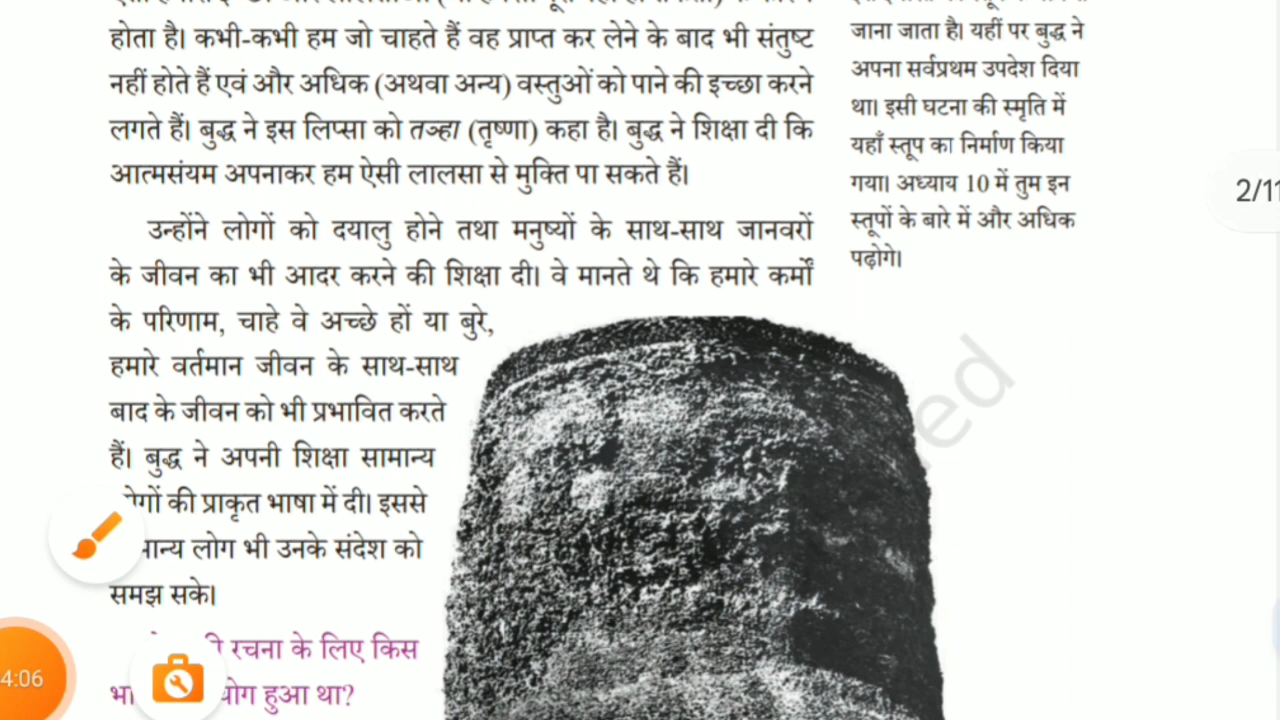 होता है। कभी-कभी हम जो चाहते हैं वह प्राप्त कर लेने के बाद भी संतुष्ट
नहीं होते हैं एवं और अधिक (अथवा अन्य) वस्तुओं को पाने की इच्छा करने
लगते हैं। बुद्ध ने इस लिप्सा को तञ्हा (तृष्णा) कहा है। बुद्ध ने शिक्षा दी कि
आत्मसंयम अपनाकर हम ऐसी लालसा से मुक्ति पा सकते हैं।
उन्होंने लोगों को दयालु होने तथा मनुष्यों के साथ-साथ जानवरों
के जीवन का भी आदर करने की शिक्षा दी। वे मानते थे कि हमारे कर्मों
के परिणाम, चाहे वे अच्छे हों या बुरे,
हमारे वर्तमान जीवन के साथ-साथ
बाद के जीवन को भी प्रभावित करते
हैं। बुद्ध ने अपनी शिक्षा सामान्य
की प्राकृत भाषा में दी। इससे
लोग भी उनके संदेश को
समझ सके।
रचना के लिए किस
हुआ था?
जाना जाता है। यहीं पर बुद्ध ने
अपना सर्वप्रथम उपदेश दिया
था। इसी घटना की स्मृति में
यहाँ स्तूप का निर्माण किया
गया। अध्याय 10 में तुम इन
स्तूपों के बारे में और अधिक
पढ़ोगे।
2/11
4:06